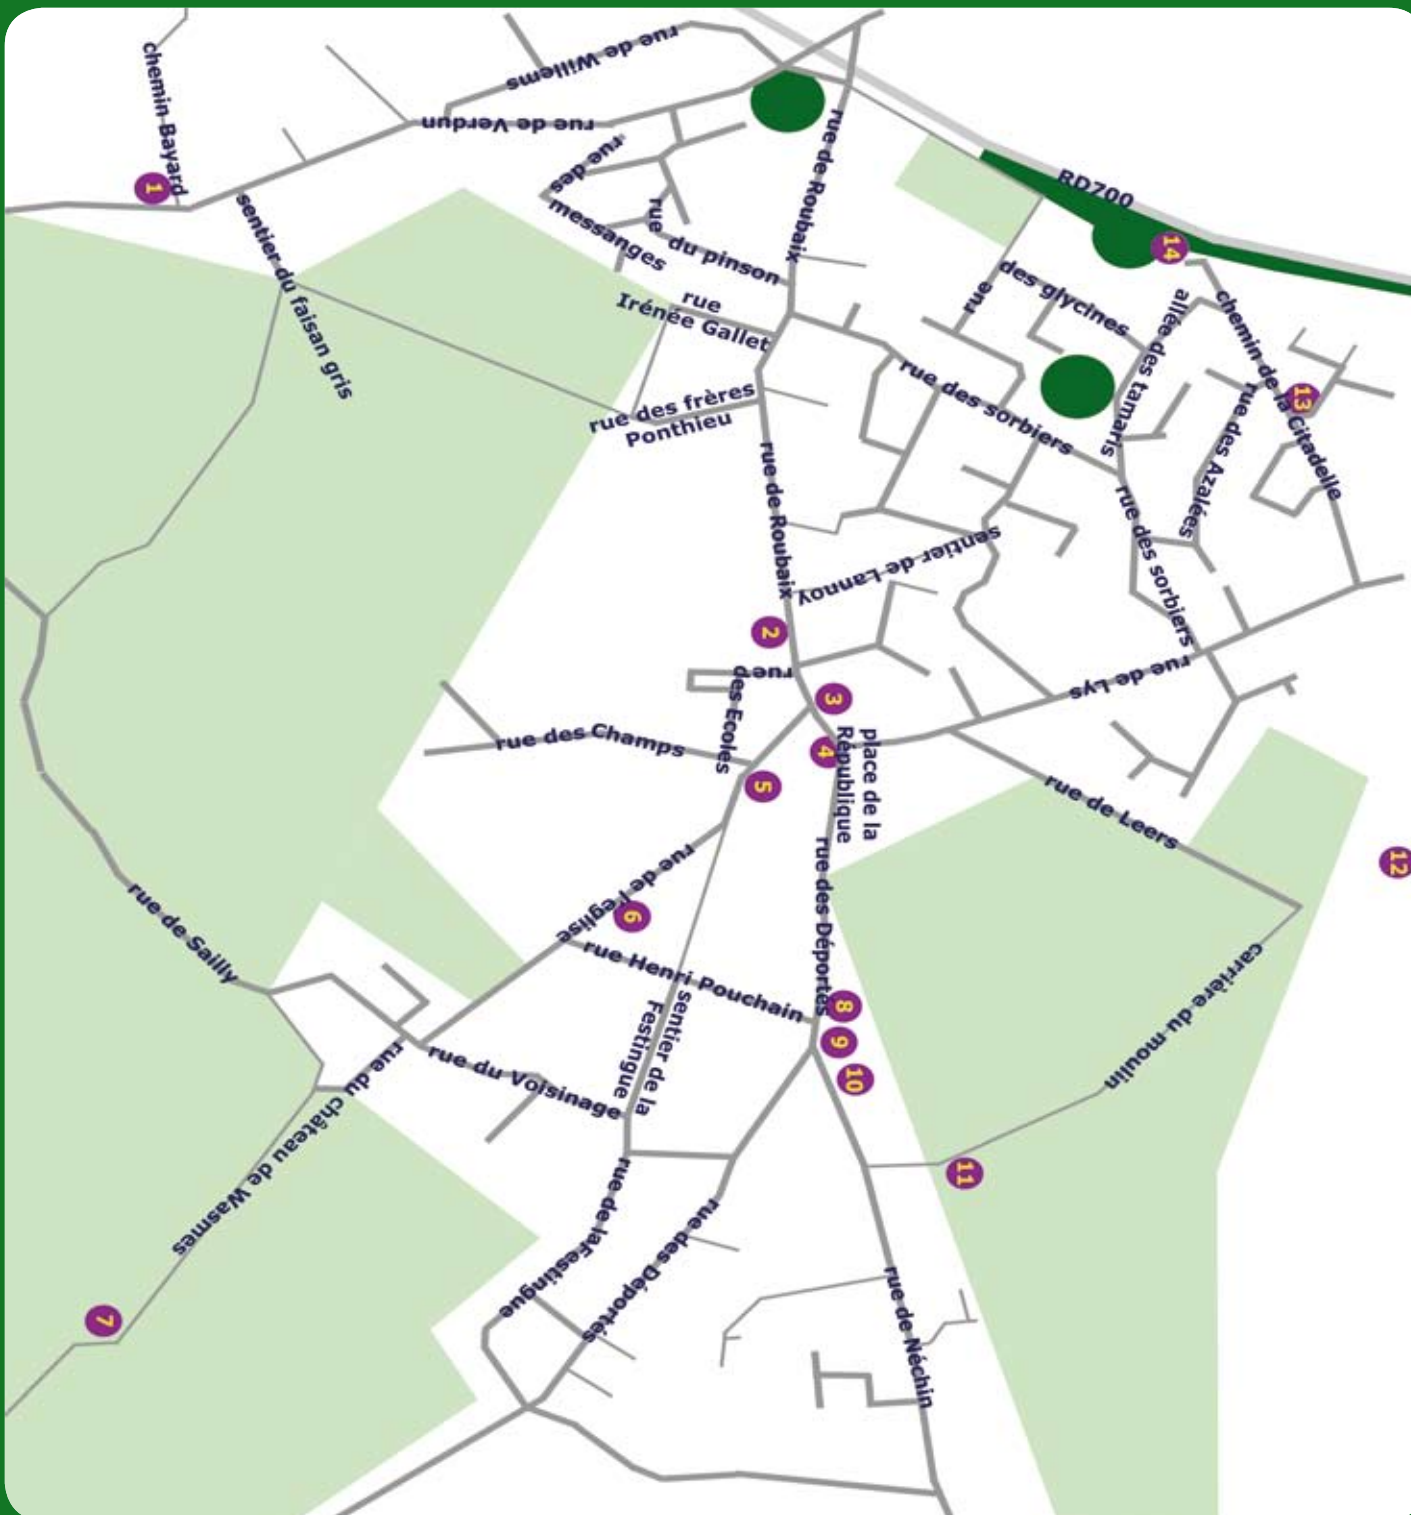 chemin Bayard
rue de Willems
rue de Verdun
1
sentier du faisan gris
rue des
messanges
rue
du pinson
rue de Roubaix
RD700
14
rue
Irénée Gallet
rue
des glycines
allée des tamaris
chemin de la Citadelle
13
rue des frères
Ponthieu
rue des sorbiers
rue des Azalées
rue de Roubaix
sentier de Lannoy
rue des sorbiers
2
rue
des Ecoles
3
rue de Lys
4
place de la
République
rue des Champs
5
rue de Leers
12
rue de l'eglise
6
rue des Déportés
rue de Sailly
rue Henri Pouchain
carrière du moulin
8
9
10
sentier de la
Festingue
rue du Voisinage
rue du château de Wasmes
11
rue de la Festingue
rue des Déportés
7
rue de Néchin